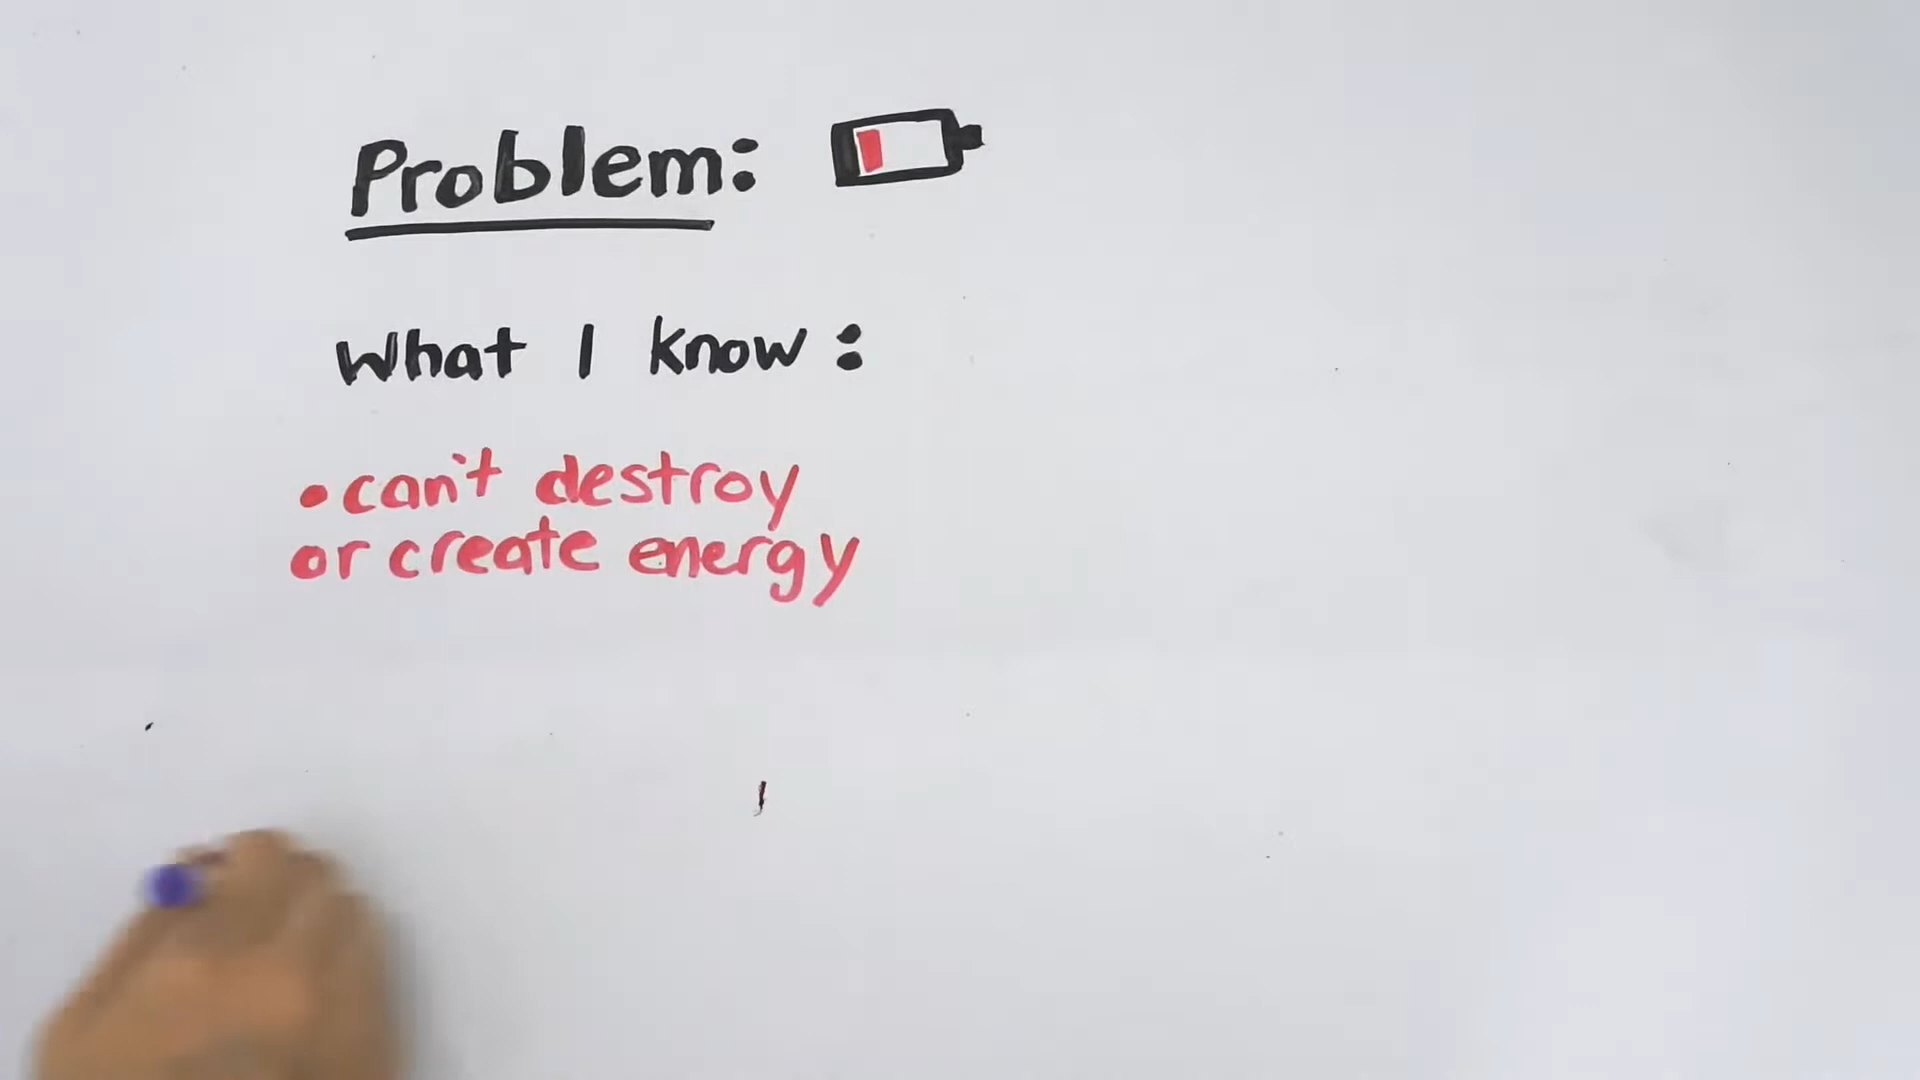 Problem:
What I know:
•can't destroy
or create energy